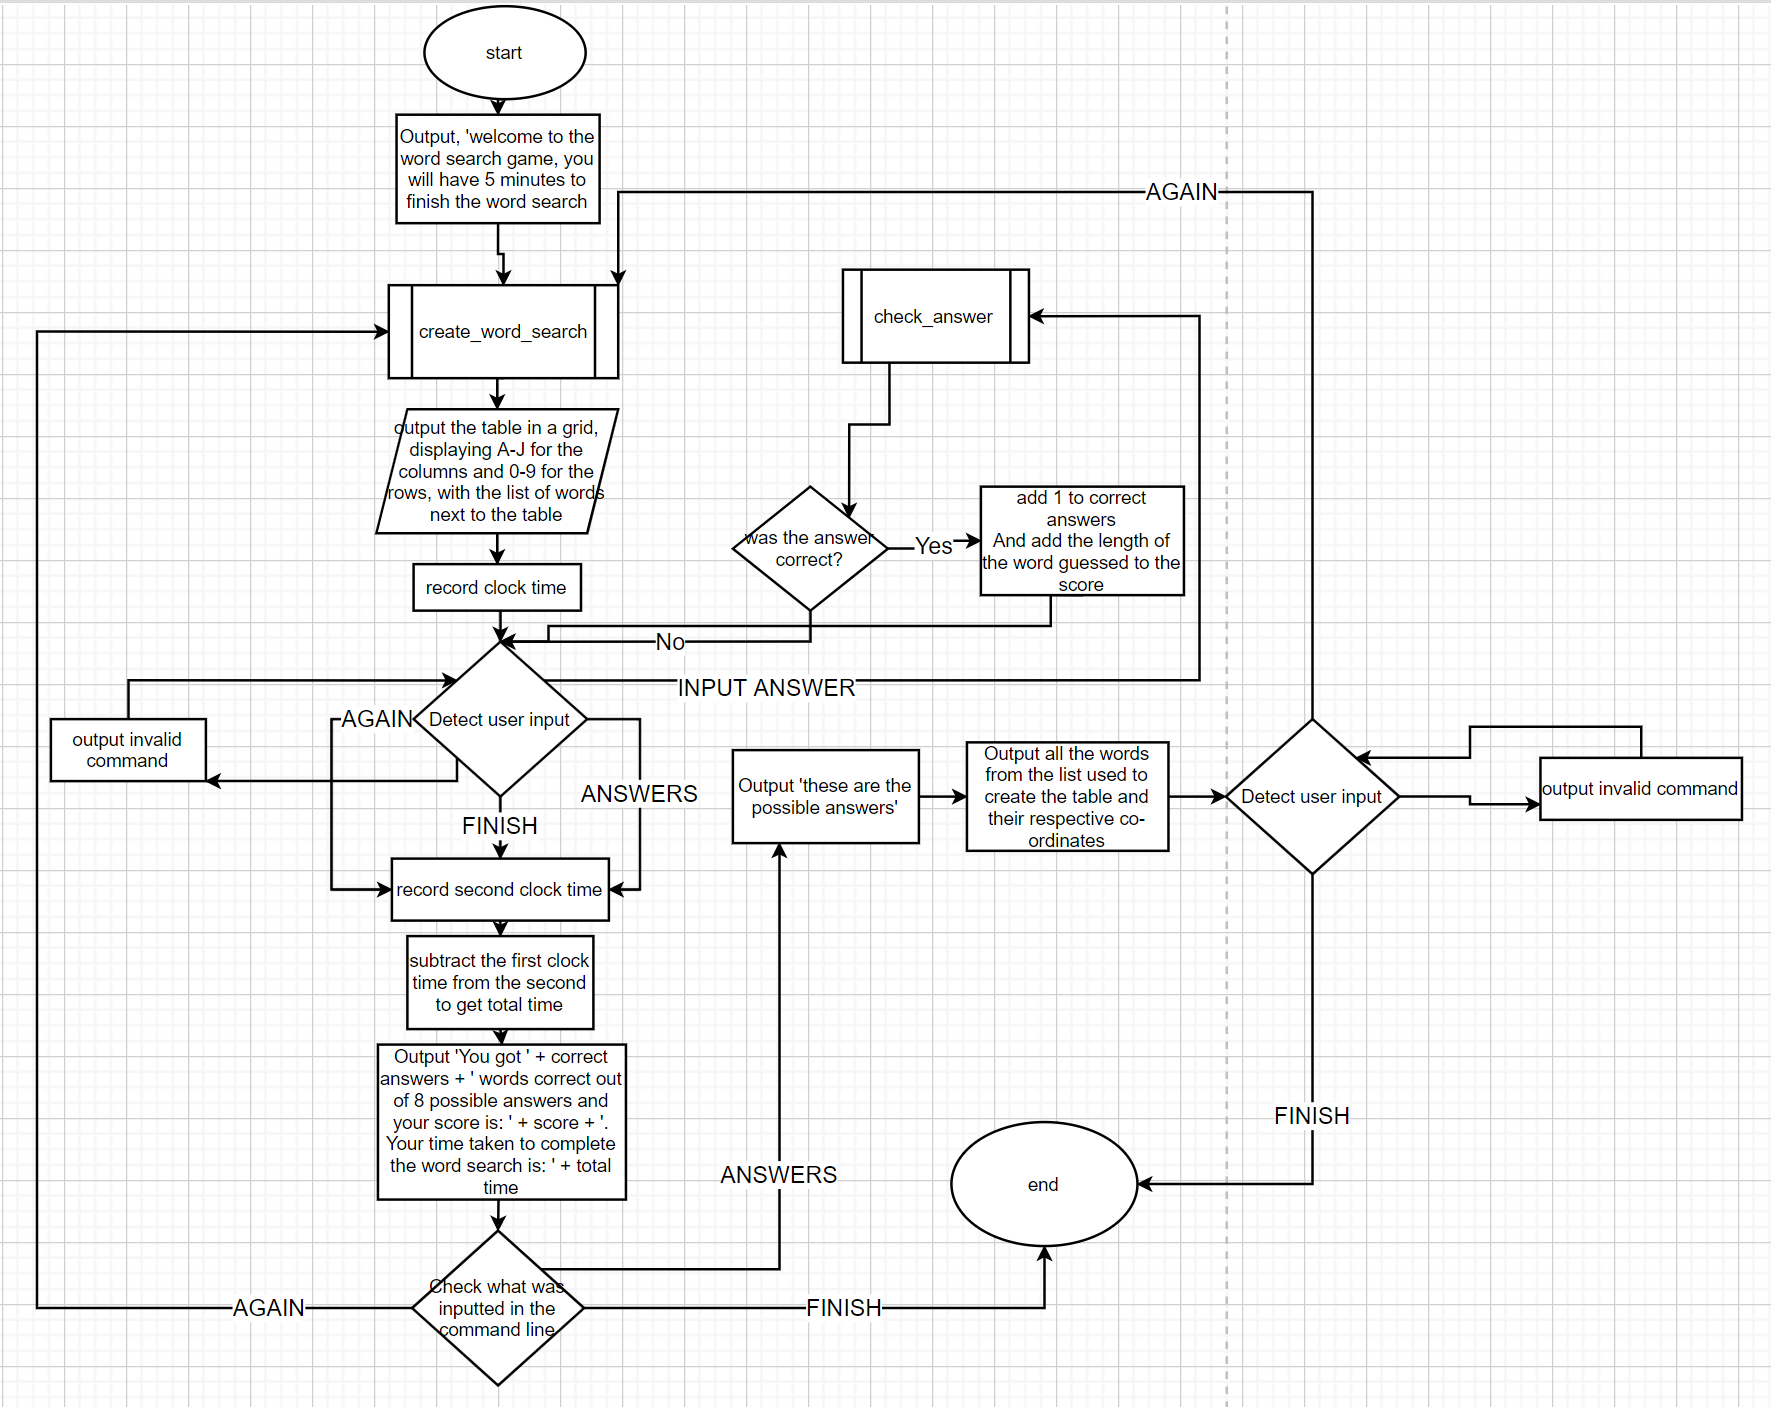 start
Output, 'welcome to the
word search game, you
will have 5 minutes to
finish the word search
AGAIN
create_word_search
check_answer
output the table in a grid,
displaying A-J for the
columns and 0-9 for the
rows, with the list of words
next to the table
was the answer
correct?
Yes
add 1 to correct
answers
And add the length of
the word guessed to the
score
record clock time
No
INPUT ANSWER
AGAIN
Detect user input
output invalid
command
ANSWERS
FINISH
Output 'these are the
possible answers'
Output all the words
from the list used to
create the table and
their respective co-
ordinates
Detect user input
output invalid command
record second clock time
subtract the first clock
time from the second
to get total time
Output 'You got ' + correct
answers + ' words correct out
of 8 possible answers and
your score is: ' + score + '.
Your time taken to complete
the word search is: ' + total
time
ANSWERS
FINISH
end
Check what was
inputted in the
command line
AGAIN
FINISH